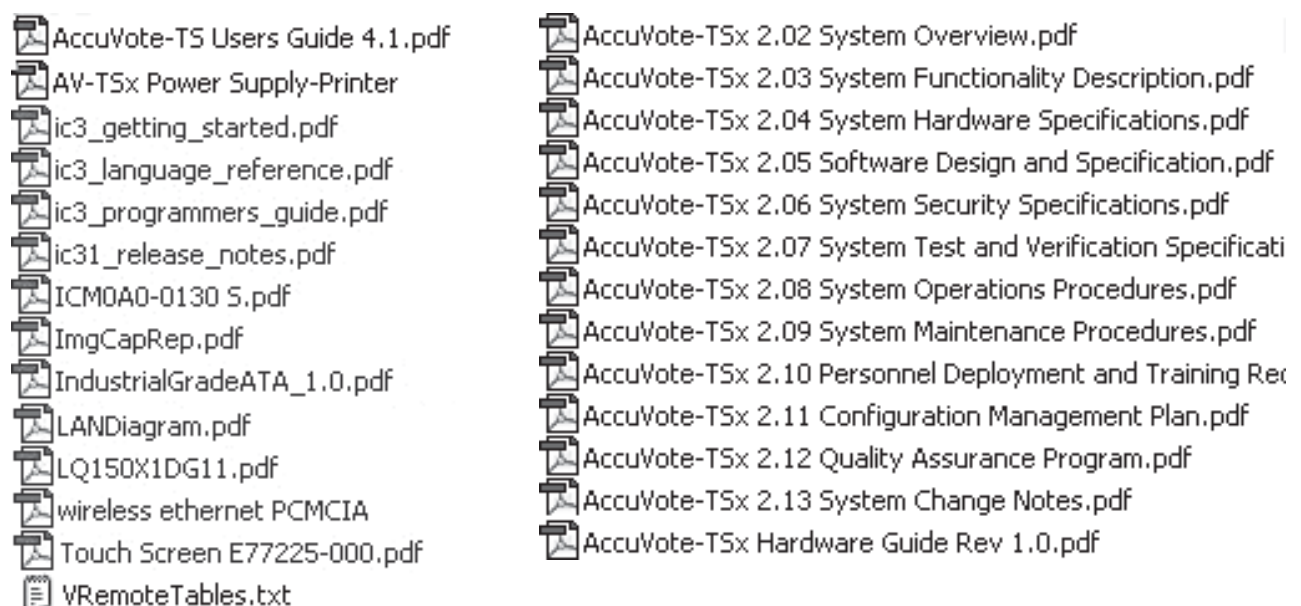 AccuVote-TS Users Guide 4.1.pdf
AV-TSx Power Supply-Printer
ic3_getting_started.pdf
ic3_language_reference.pdf
ic3_programmers_guide.pdf
ic31_release_notes.pdf
ICM0A0-0130 S.pdf
ImgCapRep.pdf
IndustrialGradeATA_1.0.pdf
LANDiagram.pdf
LQ150X1DG11.pdf
wireless ethernet PCMCIA
Touch Screen E77225-000.pdf
VRemoteTables.txt
AccuVote-TSx 2.02 System Overview.pdf
AccuVote-TSx 2.03 System Functionality Description.pdf
AccuVote-TSx 2.04 System Hardware Specifications.pdf
AccuVote-TSx 2.05 Software Design and Specification.pdf
AccuVote-TSx 2.06 System Security Specifications.pdf
AccuVote-TSx 2.07 System Test and Verification Specificati
AccuVote-TSx 2.08 System Operations Procedures.pdf
AccuVote-TSx 2.09 System Maintenance Procedures.pdf
AccuVote-TSx 2.10 Personnel Deployment and Training Rec
AccuVote-TSx 2.11 Configuration Management Plan.pdf
AccuVote-TSx 2.12 Quality Assurance Program.pdf
AccuVote-TSx 2.13 System Change Notes.pdf
AccuVote-TSx Hardware Guide Rev 1.0.pdf